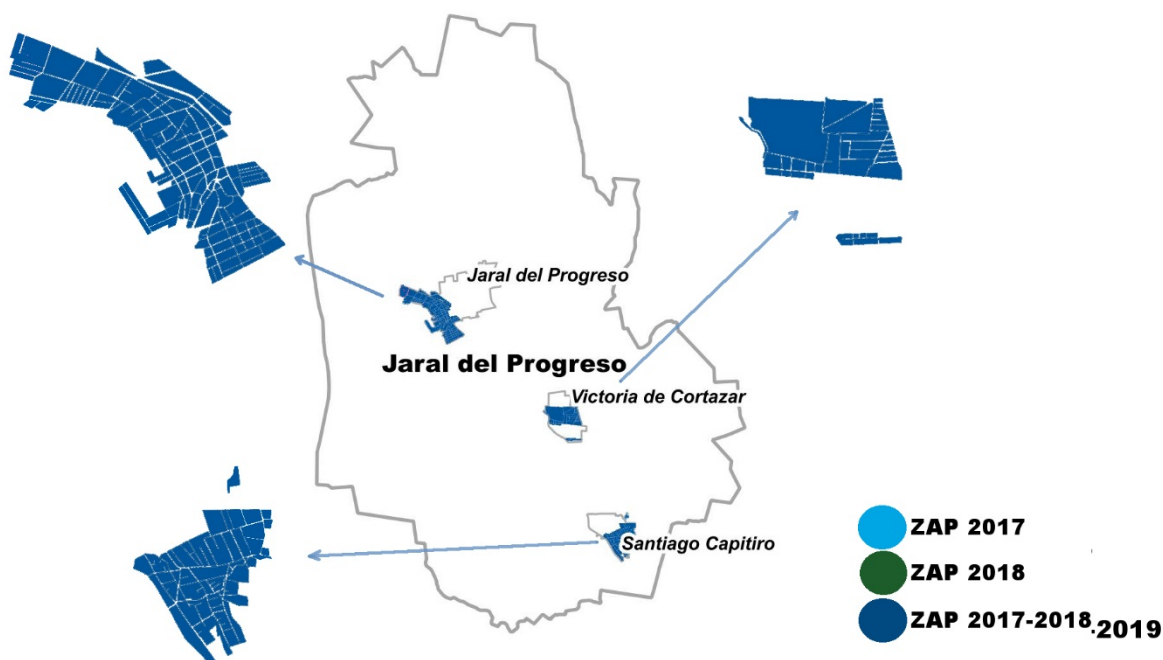 Jaral del Progreso
Jaral del Progreso
Victoria de Cortazar
Santiago Capitiro
ZAP 2017
ZAP 2018
ZAP 2017-2018-2019